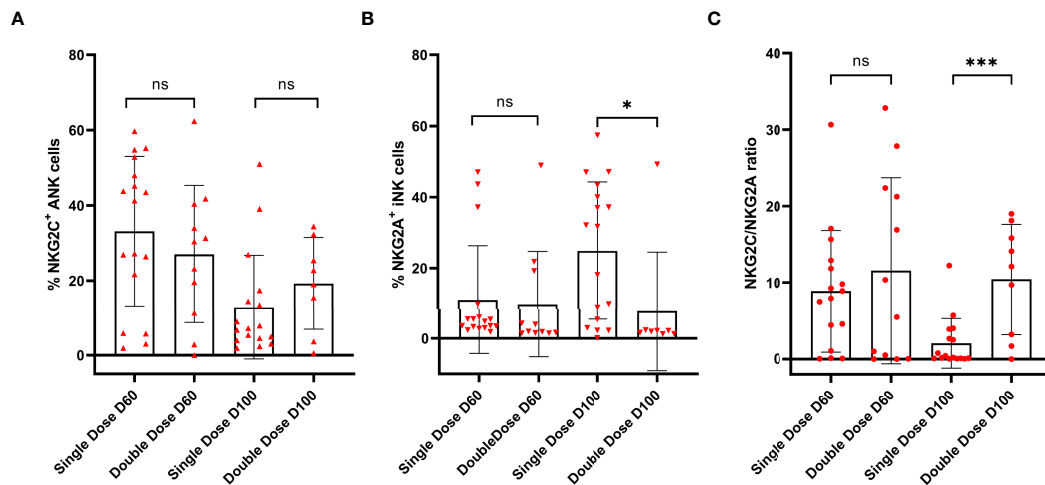 A
% NKG2C+ ANK cells
80
60
40
20
0
ns
ns
Single Dose D60
Double Dose D60
Single Dose D100
Double Dose D100
B
% NKG2A+ iNK cells
80
60
40
20
0
ns
*
Single Dose D60
DoubleDose D60
Single Dose D100
Double Dose D100
C
NKG2C/NKG2A ratio
40
30
20
10
0
ns
***
Single Dose D60
Double Dose D60
Single Dose D100
Double Dose D100